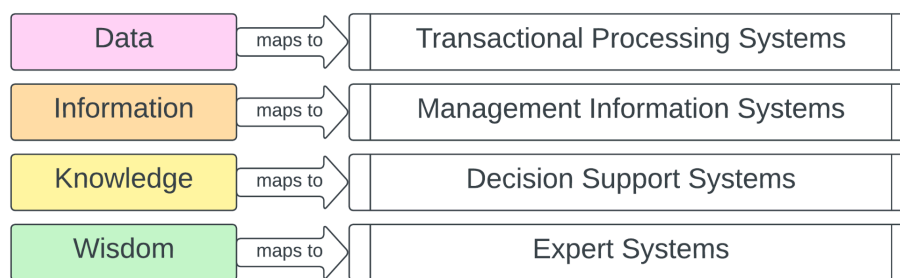 Data maps to Transactional Processing Systems
Information maps to Management Information Systems
Knowledge maps to Decision Support Systems
Wisdom maps to Expert Systems